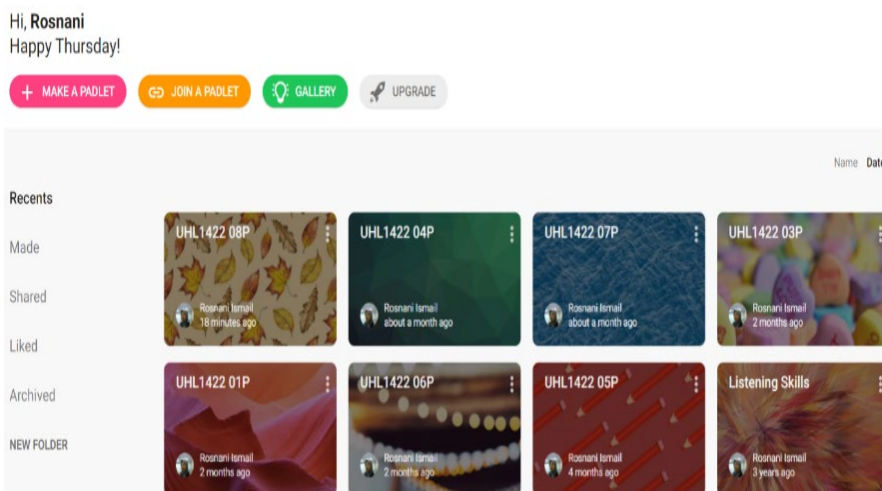 Hi, Rosnani
Happy Thursday!
MAKE A PADLET
JOIN A PADLET
GALLERY
UPGRADE
Name Date
Recents
Made
Shared
Liked
Archived
NEW FOLDER
UHL1422 08P
Rosnani Ismail
18 minutes ago
UHL1422 04P
Rosnani Ismail
about a month ago
UHL1422 07P
Rosnani Ismail
about a month ago
UHL1422 03P
Rosnani Ismail
2 months ago
UHL1422 01P
Rosnani Ismail
2 months ago
UHL1422 06P
Rosnani Ismail
2 months ago
UHL1422 05P
Rosnani Ismail
4 months ago
Listening Skills
Rosnani Ismail
3 years ago